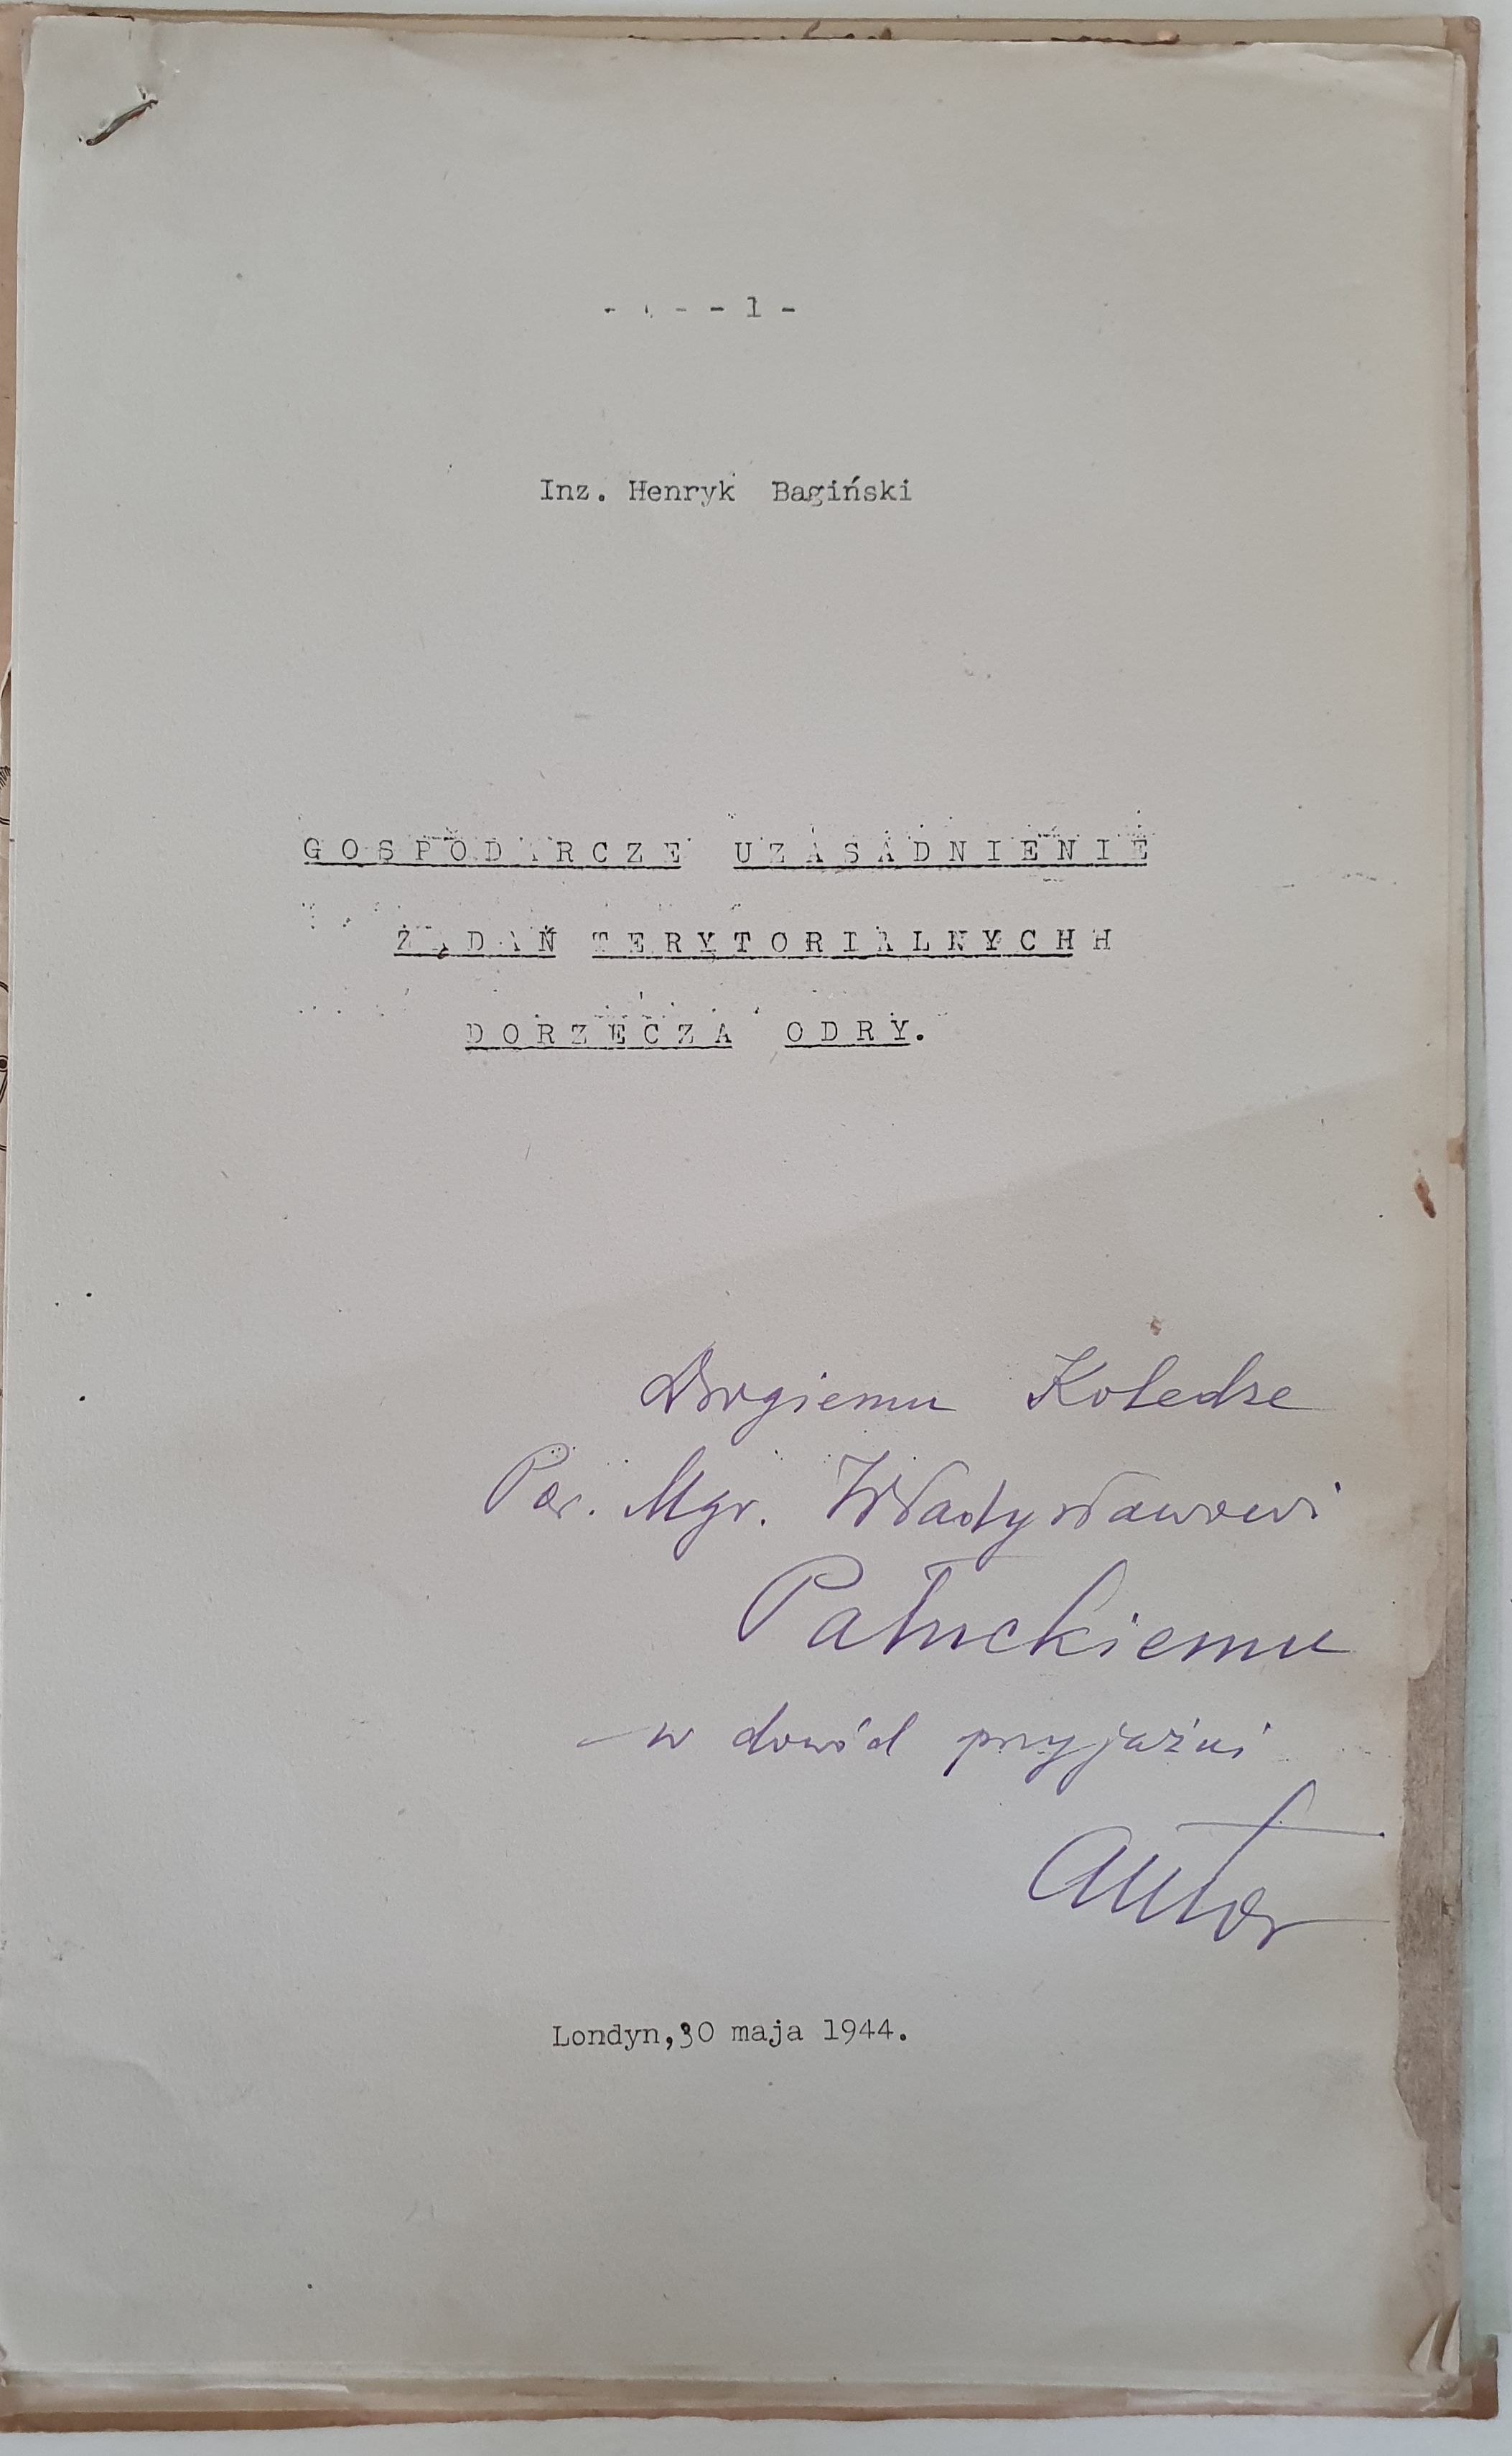 - - - - 1 -
Inz. Henryk Bagiński
GOSPODARCZE UZASADNIENIE
ŻĄDAŃ TERYTORIALNYCHH
DORZECZA ODRY.
Drogiemu Koledze
Por. Mgr. Władysławowi
Pałuckiemu
w dowód przyjaźni
Autor
Londyn,30 maja 1944.